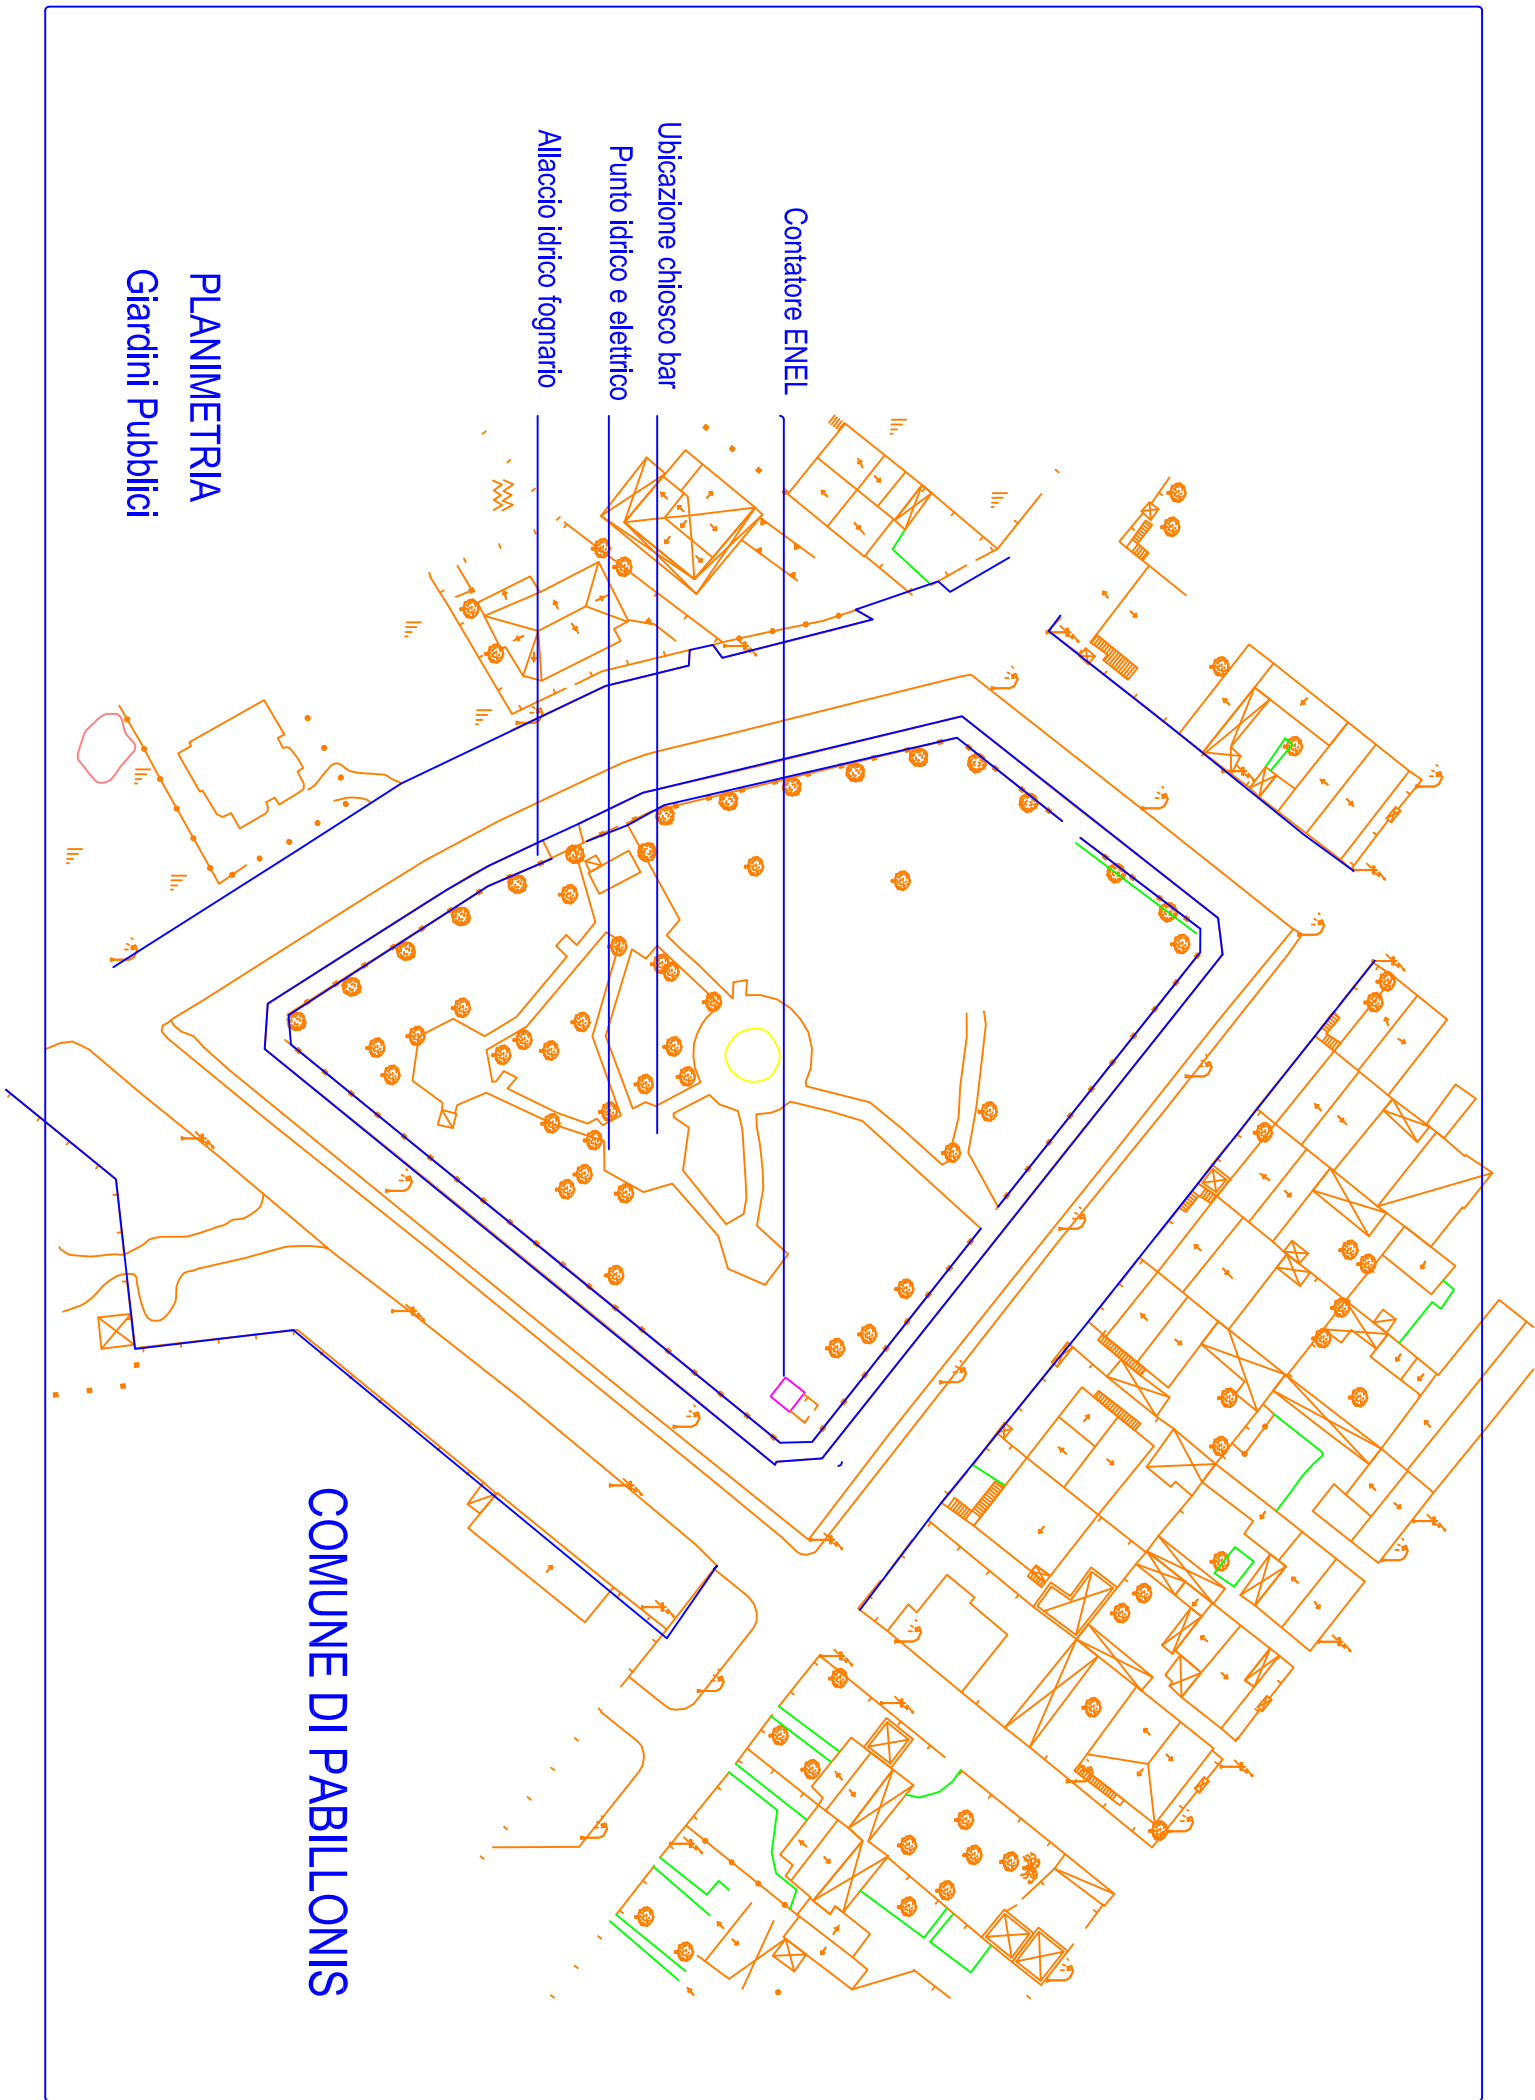 COMUNE DI PABILLONIS
Contatore ENEL
Ubicazione chiosco bar
Punto idrico e elettrico
Allaccio idrico fognario
PLANIMETRIA
Giardini Pubblici